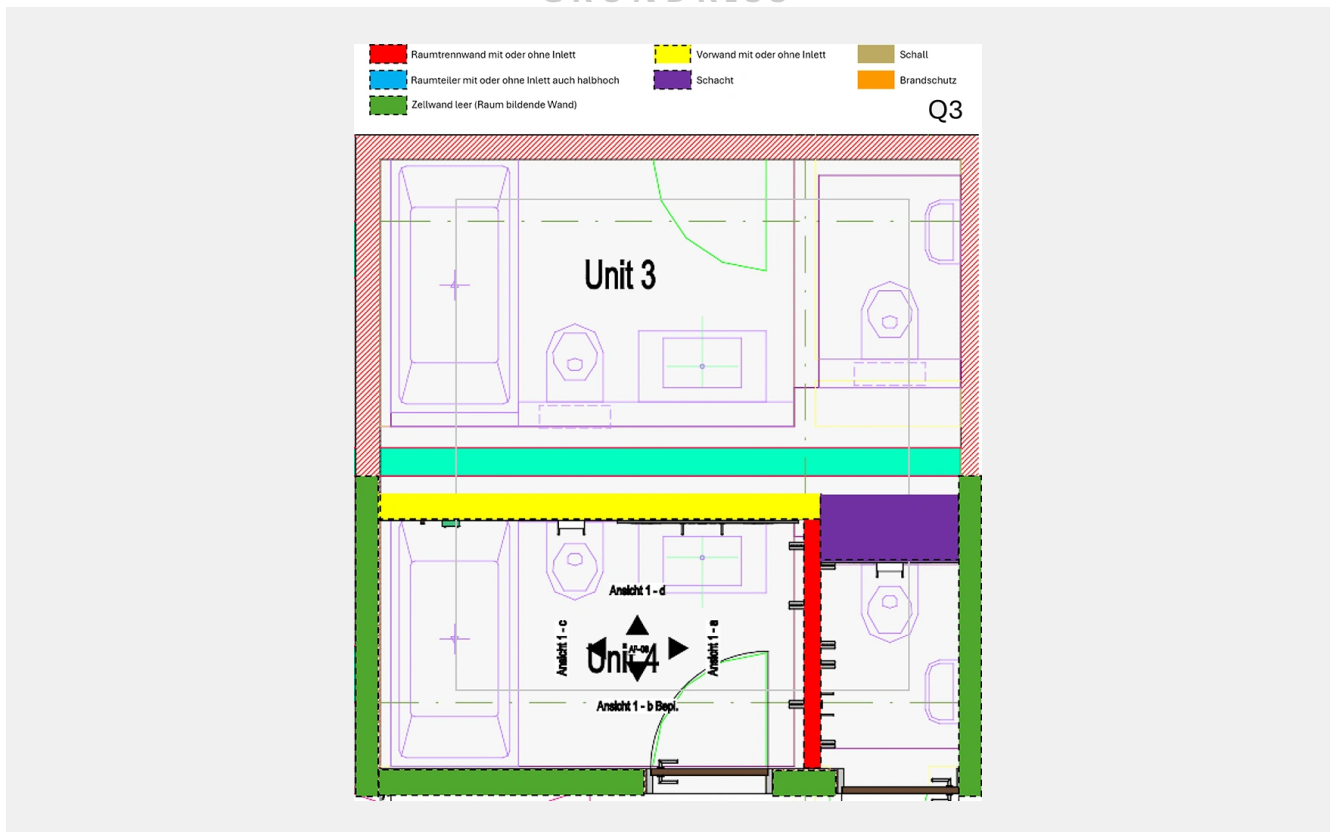 GRUNDRISS
Raumtrennwand mit oder ohne Inlett
Vorwand mit oder ohne Inlett
Schall
Raumteiler mit oder ohne Inlett auch halbhoch
Schacht
Brandschutz
Zellwand leer (Raum bildende Wand)
Q3
Unit 3
Ansicht 1 - d
Ansicht 1 - c
Ansicht 1 - a
Unit 4
Ansicht 1 - b Bepl.